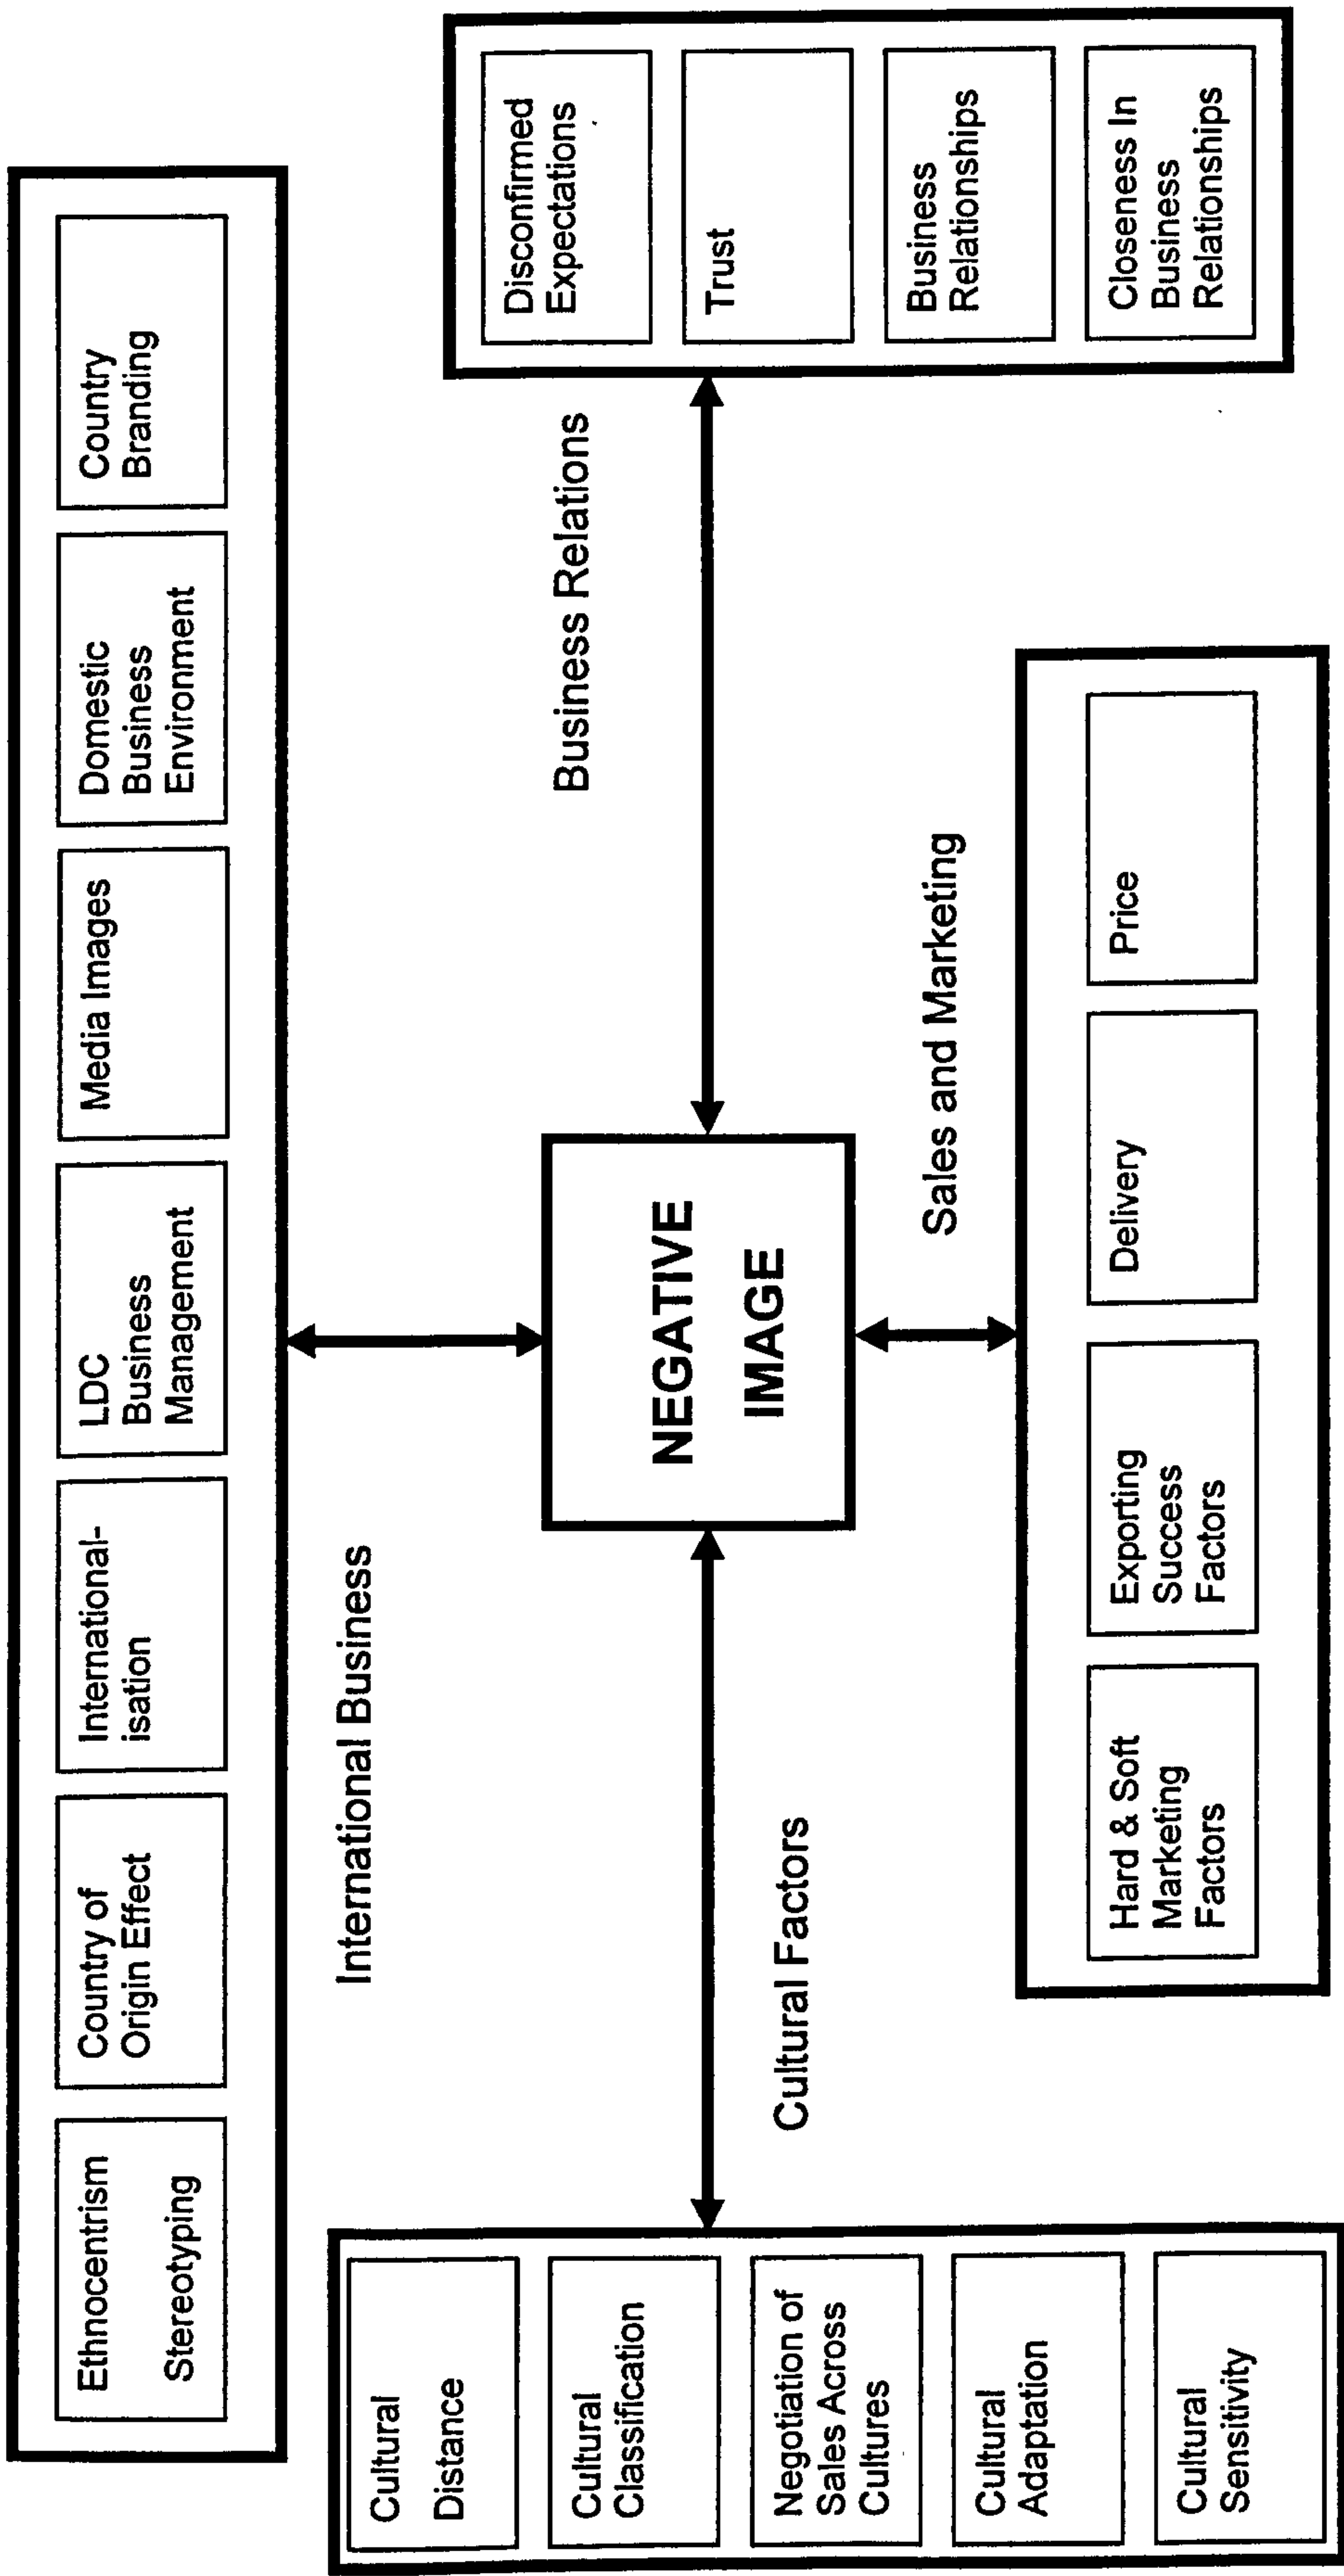 Ethnocentrism
Stereotyping
Country of
Origin Effect
International-
isation
LDC
Business
Management
Media Images
Domestic
Business
Environment
Country
Branding
International Business
Cultural
Distance
Cultural
Classification
Negotiation of
Sales Across
Cultures
Cultural
Adaptation
Cultural
Sensitivity
Cultural Factors
NEGATIVE
IMAGE
Business Relations
Disconfirmed
Expectations
Trust
Business
Relationships
Closeness In
Business
Relationships
Sales and Marketing
Hard & Soft
Marketing
Factors
Exporting
Success
Factors
Delivery
Price